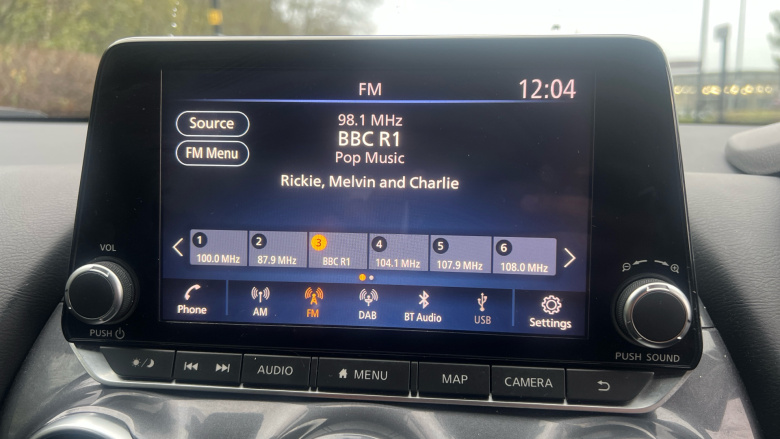 FM 12:04
98.1 MHz
Source
BBC R1
FM Menu
Pop Music
Rickie, Melvin and Charlie
1 2 3 4 5 6
100.0 MHz 87.9 MHz BBC R1 104.1 MHz 107.9 MHz 108.0 MHz
Phone AM FM DAB BT Audio USB Settings
VOL
PUSH
PUSH SOUND
AUDIO MENU MAP CAMERA